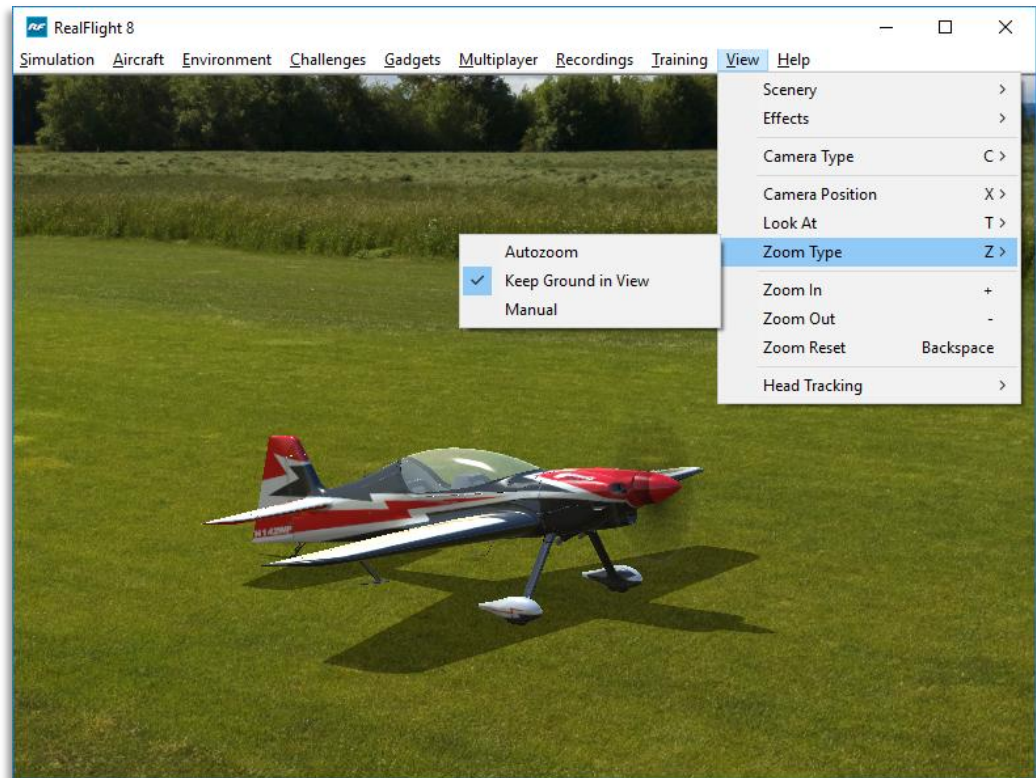 RF RealFlight 8
Simulation Aircraft Environment Challenges Gadgets Multiplayer Recordings Training View Help
Scenery >
Effects >
Camera Type C >
Camera Position X >
Look At T >
Zoom Type Z >
Autozoom
Keep Ground in View
Manual
Zoom In +
Zoom Out -
Zoom Reset Backspace
Head Tracking >